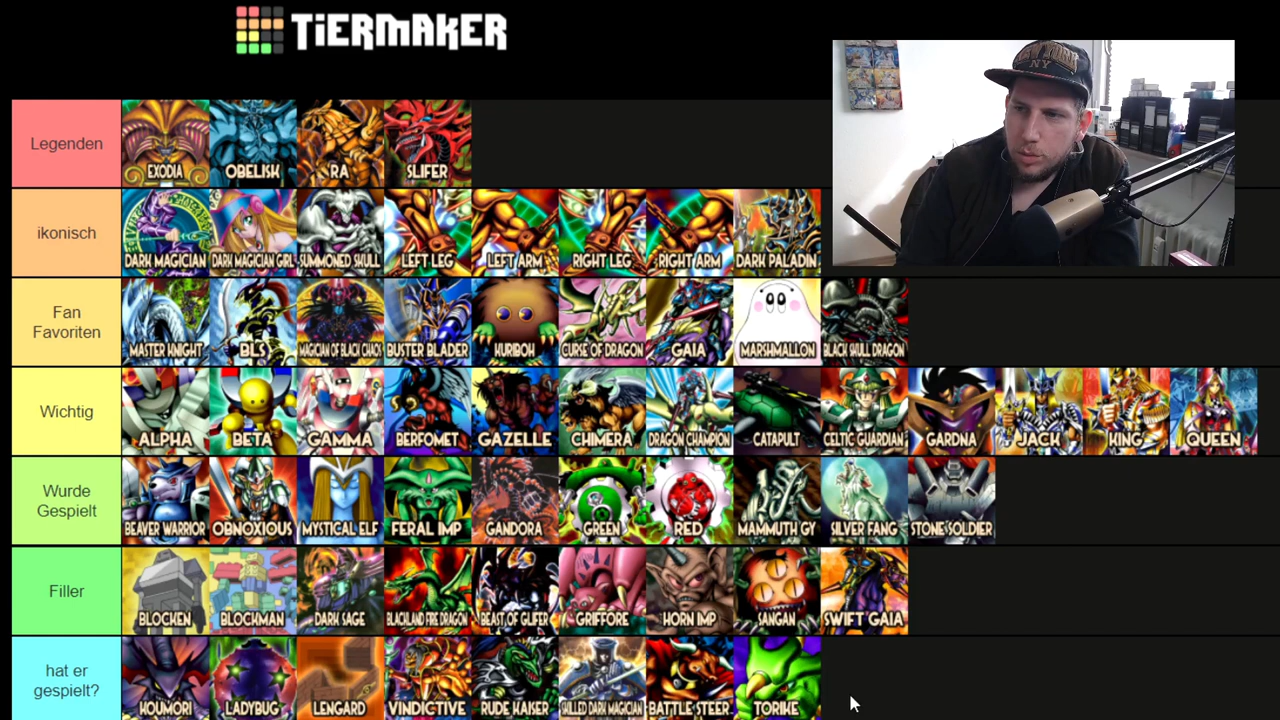 TiERMAKER
NEW YORK
NY
Legenden
EXODIA
OBELISK
RA
SLIFER
ikonisch
DARK MAGICIAN
DARK MAGICIAN GIRL
SUMMONED SKULL
LEFT LEG
LEFT ARM
RIGHT LEG
RIGHT ARM
DARK PALADIN
Fan
Favoriten
MASTER KNIGHT
BLS
MAGICIAN OF BLACK CHAOS
BUSTER BLADER
KURIBOH
CURSE OF DRAGON
GAIA
MARSHMALLON
BLACK SKULL DRAGON
Wichtig
ALPHA
BETA
GAMMA
BERFOMET
GAZELLE
CHIMERA
DRAGON CHAMPION
CATAPULT
CELTIC GUARDIAN
GARDNA
JACK
KING
QUEEN
Wurde
Gespielt
BEAVER WARRIOR
OBNOXIOUS
MYSTICAL ELF
FERAL IMP
GANDORA
GREEN
RED
MAMMUTH GY
SILVER FANG
STONE SOLDIER
Filler
BLOCKEN
BLOCKMAN
DARK SAGE
BLACKLAND FIRE DRAGON
BEAST OF GLIFER
GRIFFORE
HORN IMP
SANGAN
SWIFT GAIA
hat er
gespielt?
KOUMORI
LADYBUG
LENGARD
VINDICTIVE
RUDE KAISER
SKILLED DARK MAGICIAN
BATTLE STEER
TORIKE